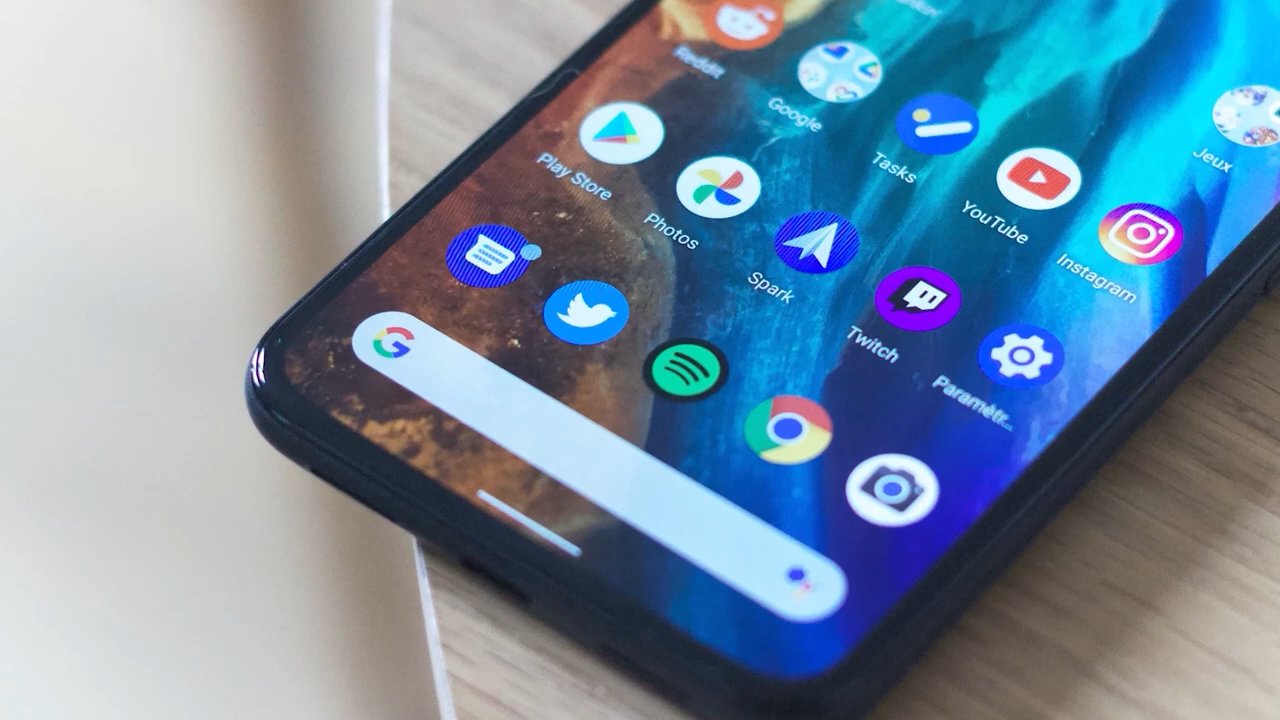 Reddit
Google
Tasks
Jeux
Play Store
Photos
YouTube
Spark
Instagram
Twitch
Paramètr...
G